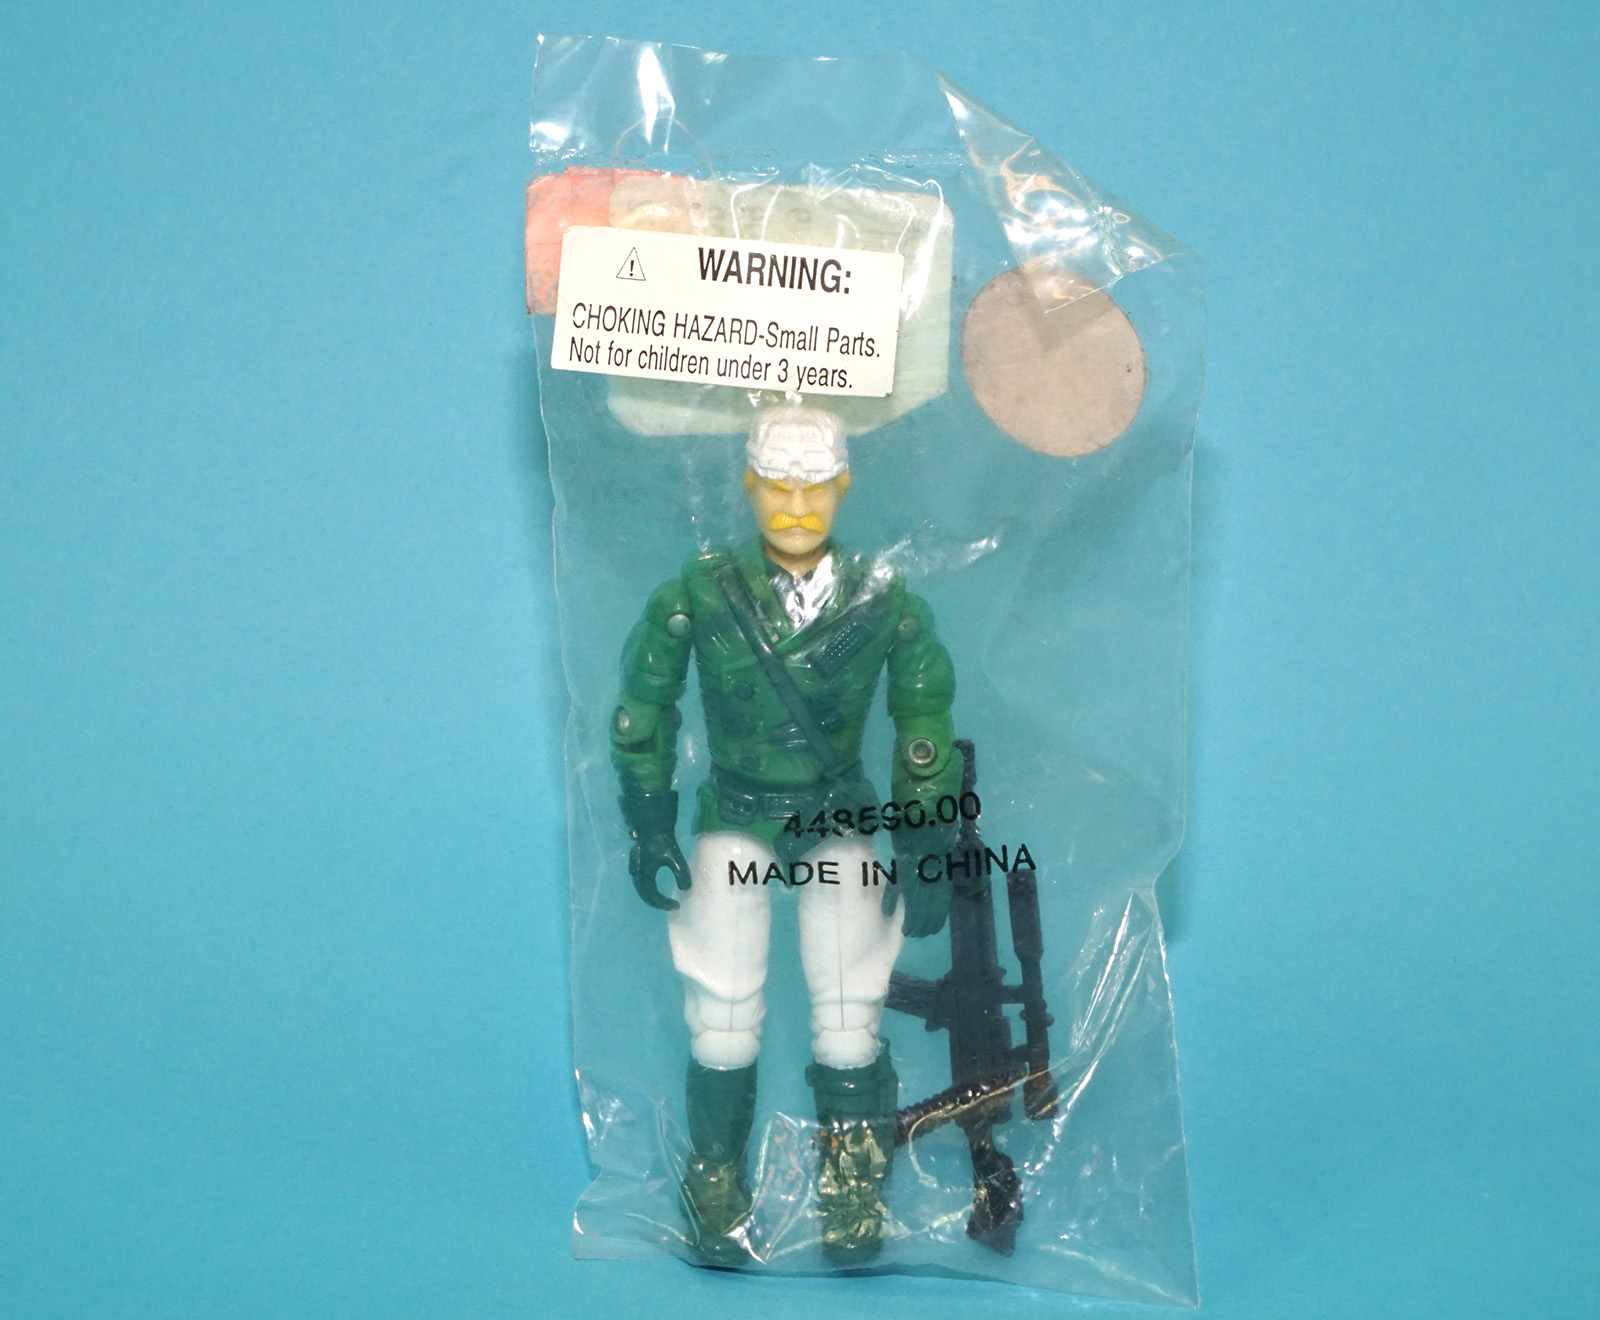 WARNING:
CHOKING HAZARD-Small Parts.
Not for children under 3 years.
MADE IN CHINA